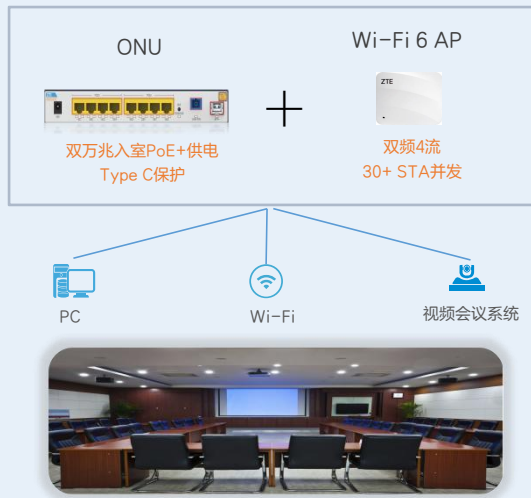 ONU
Wi-Fi 6 AP
ZTE
双万兆入室PoE+供电
Type C保护
双频4流
30+ STA并发
PC
Wi-Fi
视频会议系统